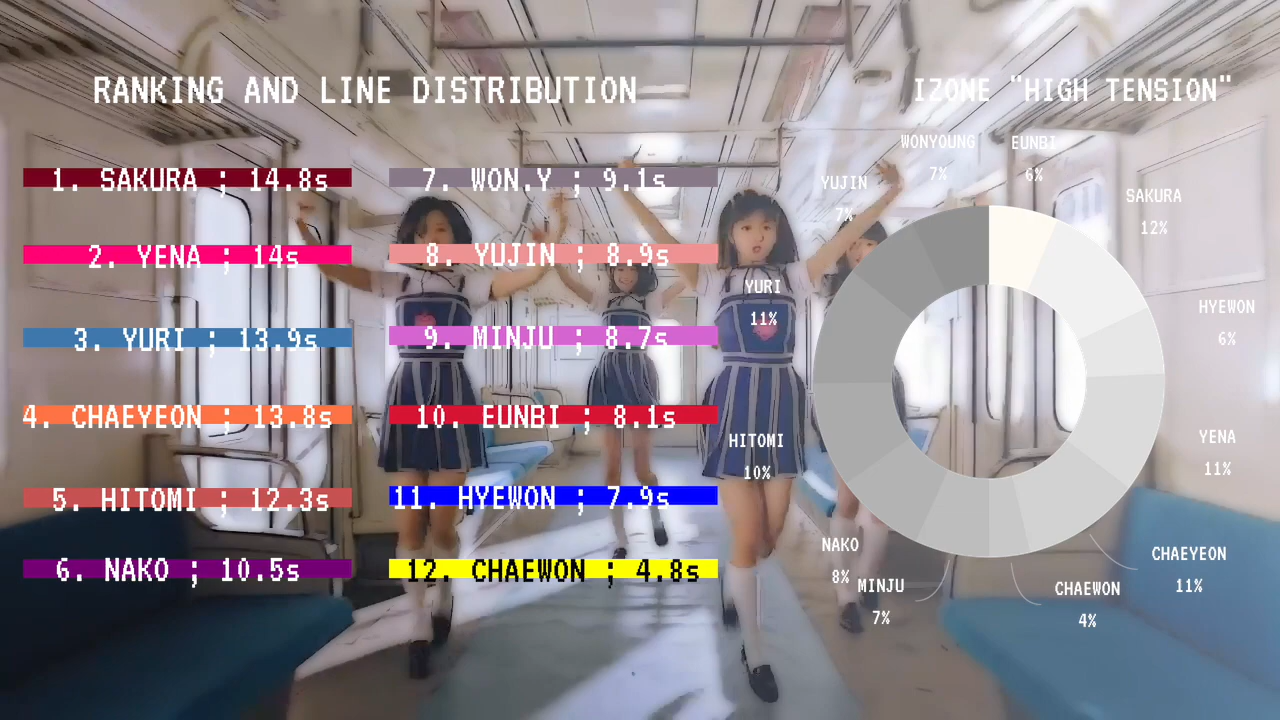 RANKING AND LINE DISTRIBUTION
1. SAKURA ; 14.8s
2. YENA ; 14s
3. YURI ; 13.9s
4. CHAEYEON ; 13.8s
5. HITOMI ; 12.3s
6. NAKO ; 10.5s
7. WON.Y ; 9.1s
8. YUJIN ; 8.9s
9. MINJU ; 8.7s
10. EUNBI ; 8.1s
11. HYEWON ; 7.9s
12. CHAEWON ; 4.8s
IZONE "HIGH TENSION"
WONYOUNG
7%
EUNBI
6%
YUJIN
7%
SAKURA
12%
YURI
11%
HYEWON
6%
HITOMI
10%
YENA
11%
NAKO
8%
MINJU
7%
CHAEWON
4%
CHAEYEON
11%